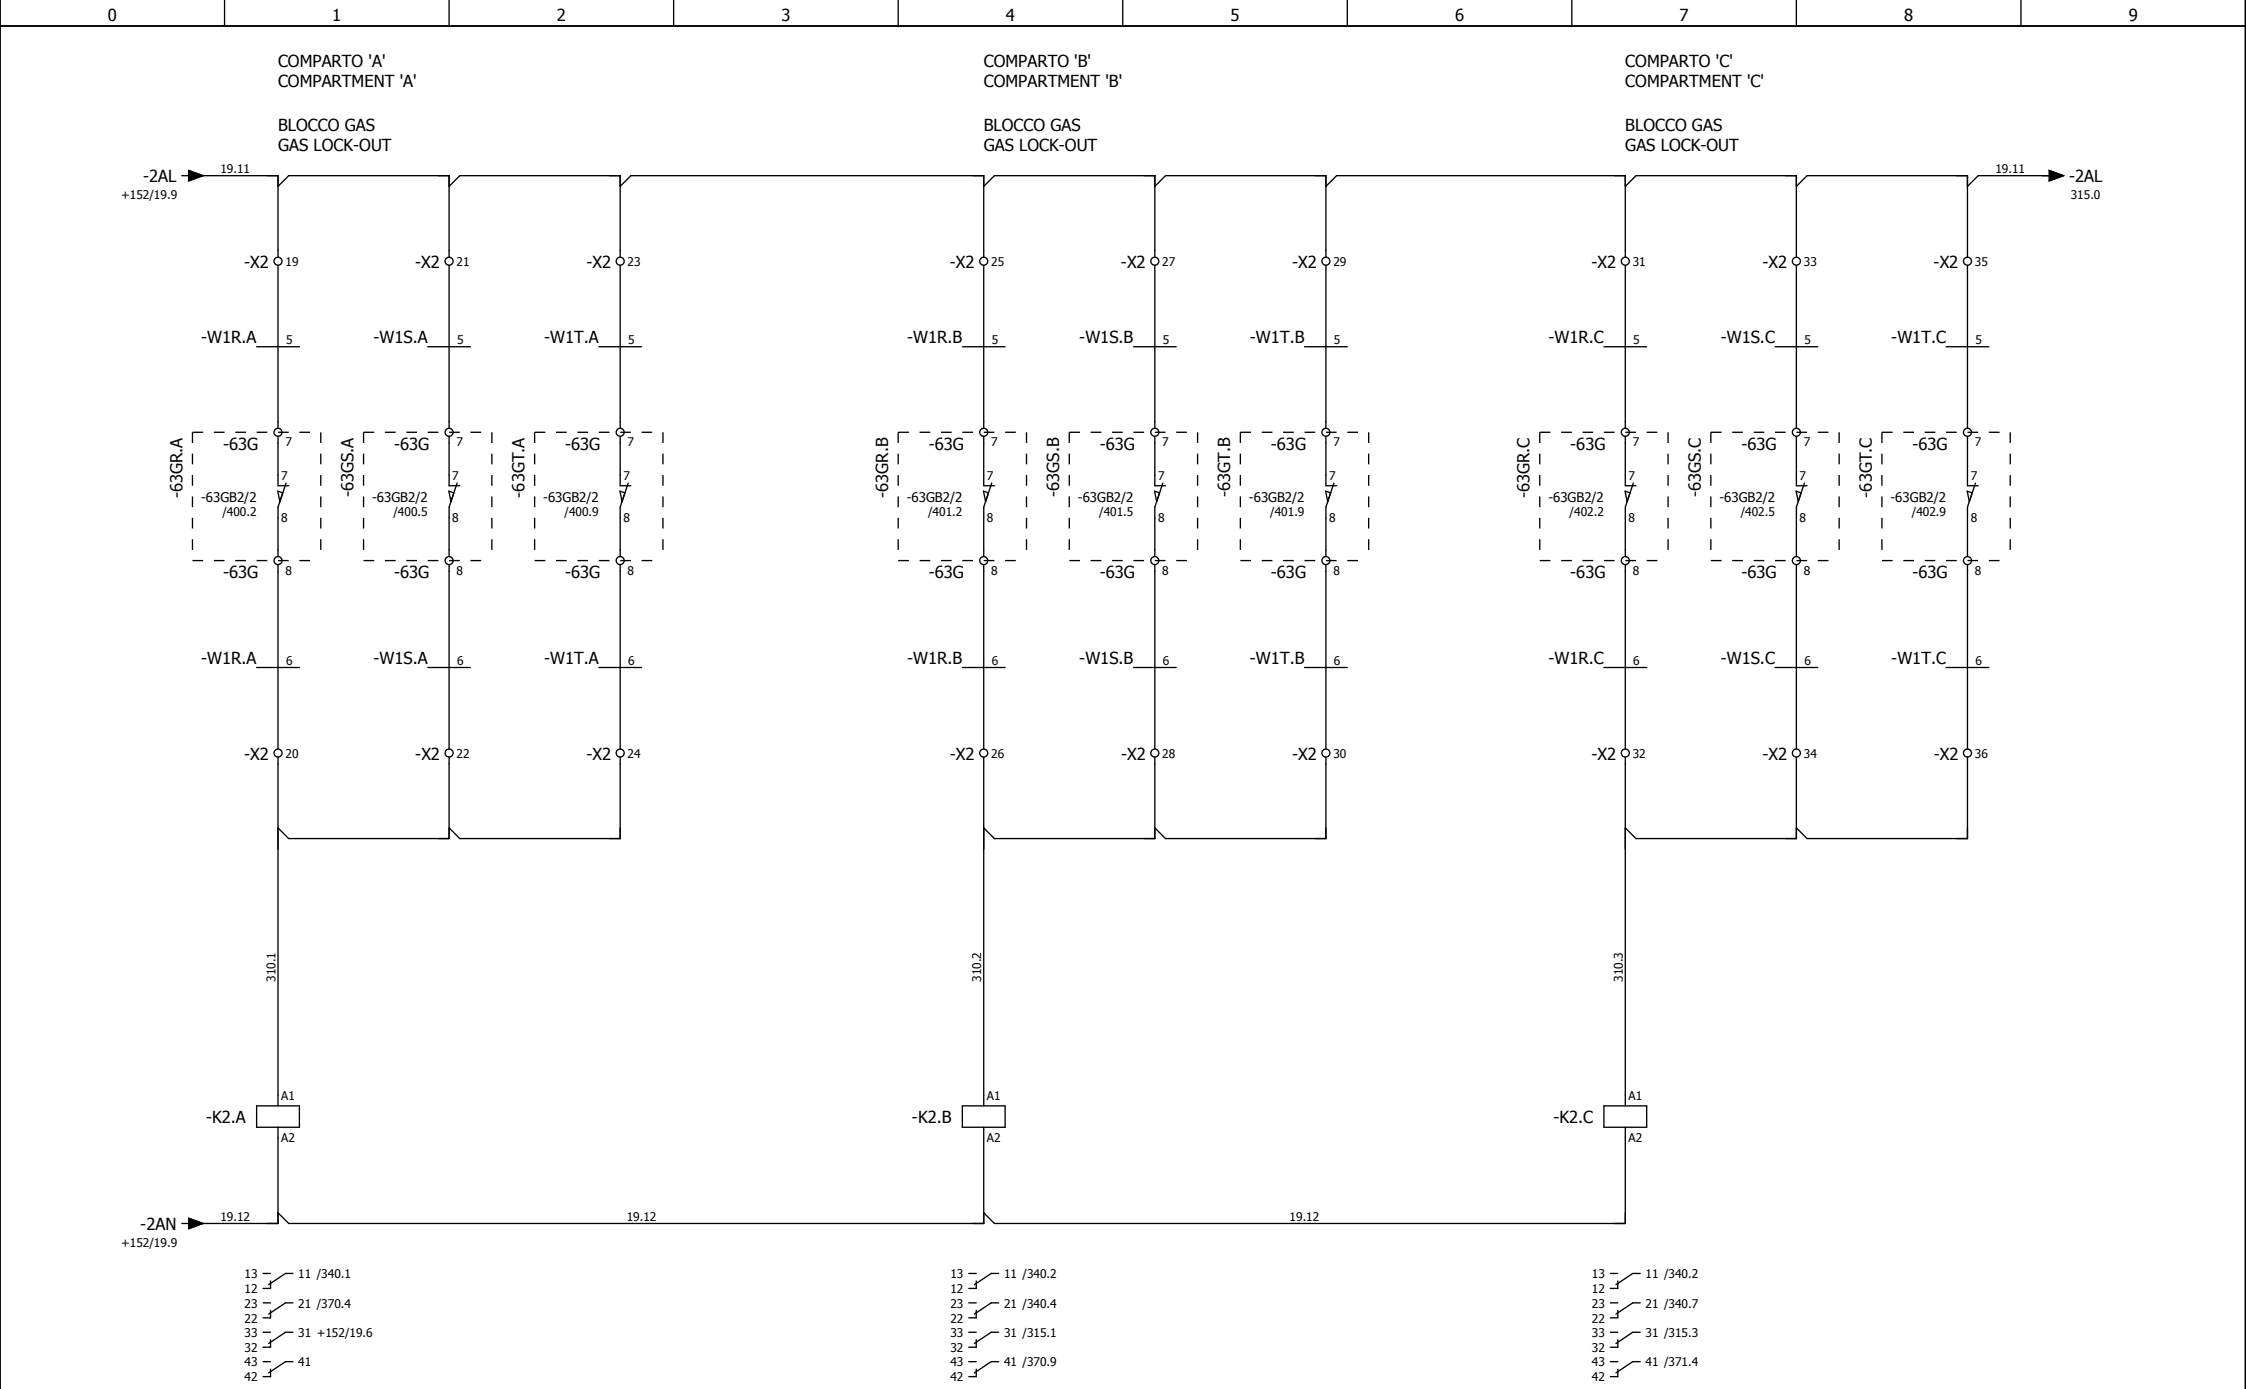 0 1 2 3 4 5 6 7 8 9
COMPARTO 'A' COMPARTO 'B' COMPARTO 'C'
COMPARTMENT 'A' COMPARTMENT 'B' COMPARTMENT 'C'
BLOCCO GAS BLOCCO GAS BLOCCO GAS
GAS LOCK-OUT GAS LOCK-OUT GAS LOCK-OUT
-2AL 19.11 19.11 -2AL
+152/19.9 315.0
-X2 19 -X2 21 -X2 23 -X2 25 -X2 27 -X2 29 -X2 31 -X2 33 -X2 35
-W1R.A 5 -W1S.A 5 -W1T.A 5 -W1R.B 5 -W1S.B 5 -W1T.B 5 -W1R.C 5 -W1S.C 5 -W1T.C 5
-63GR.A -63GS.A -63GT.A -63GR.B -63GS.B -63GT.B -63GR.C -63GS.C -63GT.C
-63G 7 -63G 7 -63G 7 -63G 7 -63G 7 -63G 7 -63G 7 -63G 7 -63G 7
7 7 7 7 7 7 7 7 7
-63GB2/2 -63GB2/2 -63GB2/2 -63GB2/2 -63GB2/2 -63GB2/2 -63GB2/2 -63GB2/2 -63GB2/2
/400.2 8 /400.5 8 /400.9 8 /401.2 8 /401.5 8 /401.9 8 /402.2 8 /402.5 8 /402.9 8
-63G 8 -63G 8 -63G 8 -63G 8 -63G 8 -63G 8 -63G 8 -63G 8 -63G 8
-W1R.A 6 -W1S.A 6 -W1T.A 6 -W1R.B 6 -W1S.B 6 -W1T.B 6 -W1R.C 6 -W1S.C 6 -W1T.C 6
-X2 20 -X2 22 -X2 24 -X2 26 -X2 28 -X2 30 -X2 32 -X2 34 -X2 36
310.1 310.2 310.3
A1 A1 A1
-K2.A -K2.B -K2.C
A2 A2 A2
-2AN 19.12 19.12 19.12
+152/19.9
13 11 /340.1 13 11 /340.2 13 11 /340.2
12 12 12
23 21 /370.4 23 21 /340.4 23 21 /340.7
22 22 22
33 31 +152/19.6 33 31 /315.1 33 31 /315.3
32 32 32
43 41 43 41 /370.9 43 41 /371.4
42 42 42